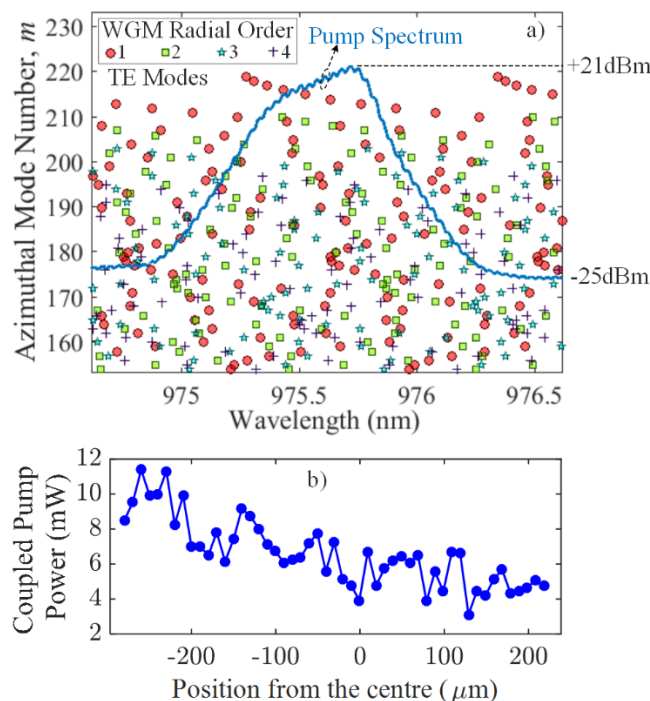 WGM Radial Order
1 2 3 4
TE Modes
Pump Spectrum
a)
+21dBm
-25dBm
Azimuthal Mode Number, m
230
220
210
200
190
180
170
160
975 975.5 976 976.5
Wavelength (nm)
b)
Coupled Pump
Power (mW)
12
10
8
6
4
2
-200 -100 0 100 200
Position from the centre (μm)